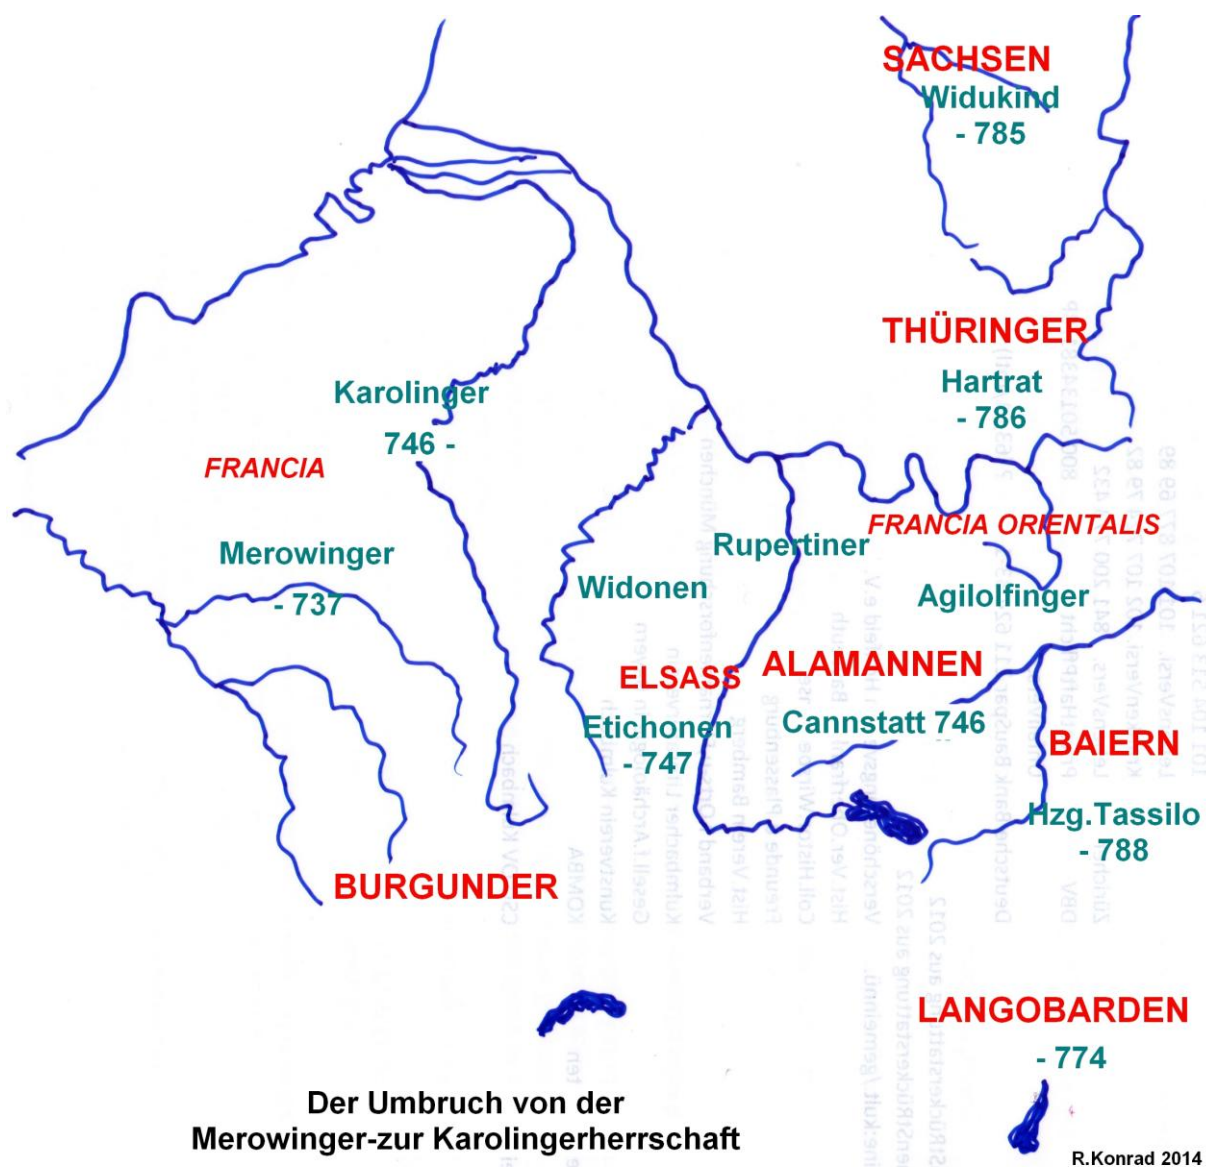 SACHSEN
Widukind
- 785
THÜRINGER
Hartrat
- 786
Karolinger
746 -
FRANCIA
FRANCIA ORIENTALIS
Merowinger
- 737
Rupertiner
Widonen
Agilolfinger
ELSASS
ALAMANNEN
Etichonen
- 747
Cannstatt 746
BAIERN
Hzg.Tassilo
- 788
BURGUNDER
LANGOBARDEN
- 774
Der Umbruch von der
Merowinger-zur Karolingerherrschaft
R.Konrad 2014